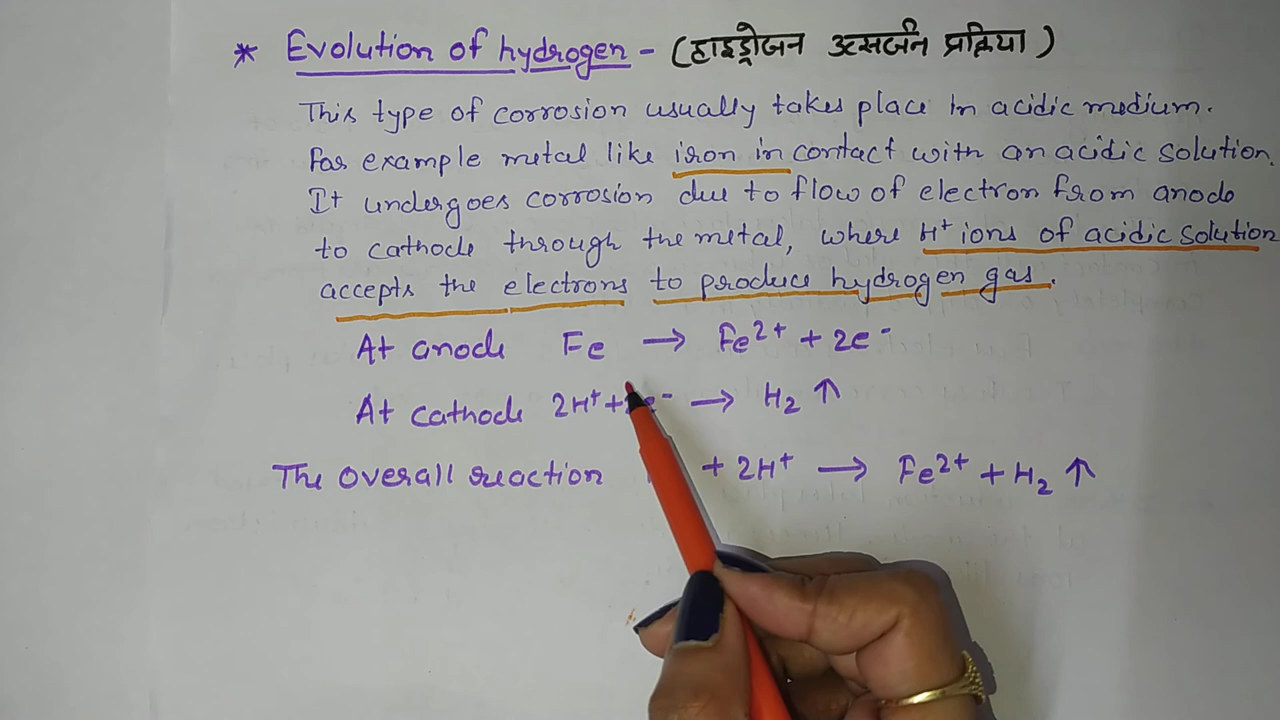 * Evolution of hydrogen - (हाइड्रोजन उत्सर्जन प्रक्रिया)
This type of corrosion usually takes place in acidic medium.
For example metal like iron in contact with an acidic solution.
It undergoes corrosion due to flow of electron from anode
to cathode through the metal, where H⁺ ions of acidic solution
accepts the electrons to produce hydrogen gas.
At anode Fe → Fe²⁺ + 2e⁻
At cathode 2H⁺ + e⁻ → H₂ ↑
The overall reaction + 2H⁺ → Fe²⁺ + H₂ ↑